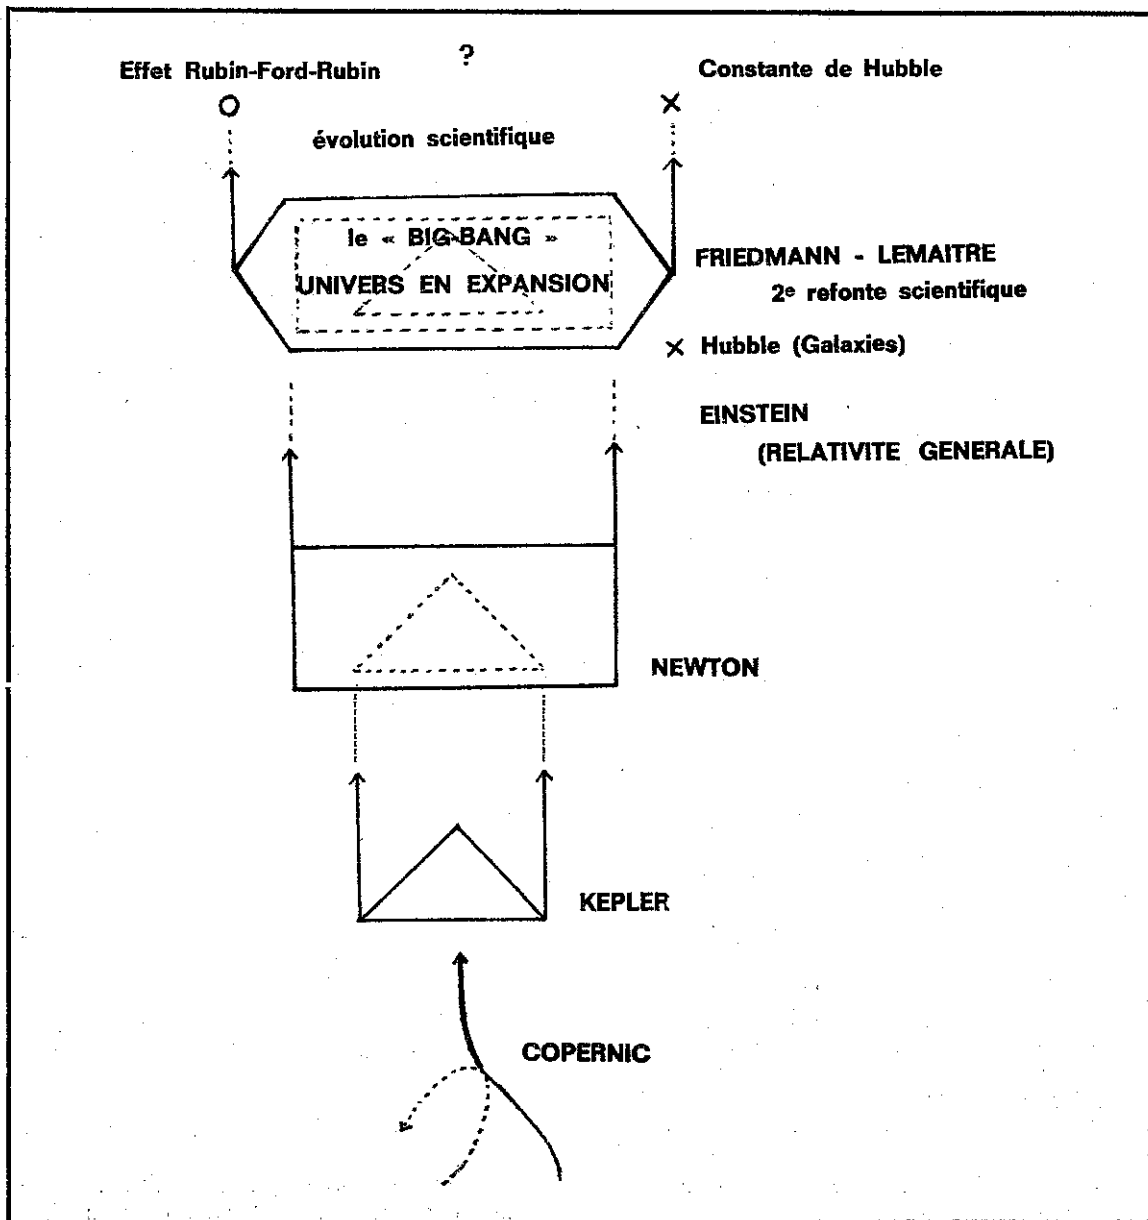 ?
Effet Rubin-Ford-Rubin
Constante de Hubble
évolution scientifique
le « BIG-BANG »
UNIVERS EN EXPANSION
FRIEDMANN - LEMAITRE
2e refonte scientifique
Hubble (Galaxies)
EINSTEIN
(RELATIVITE GENERALE)
NEWTON
KEPLER
COPERNIC